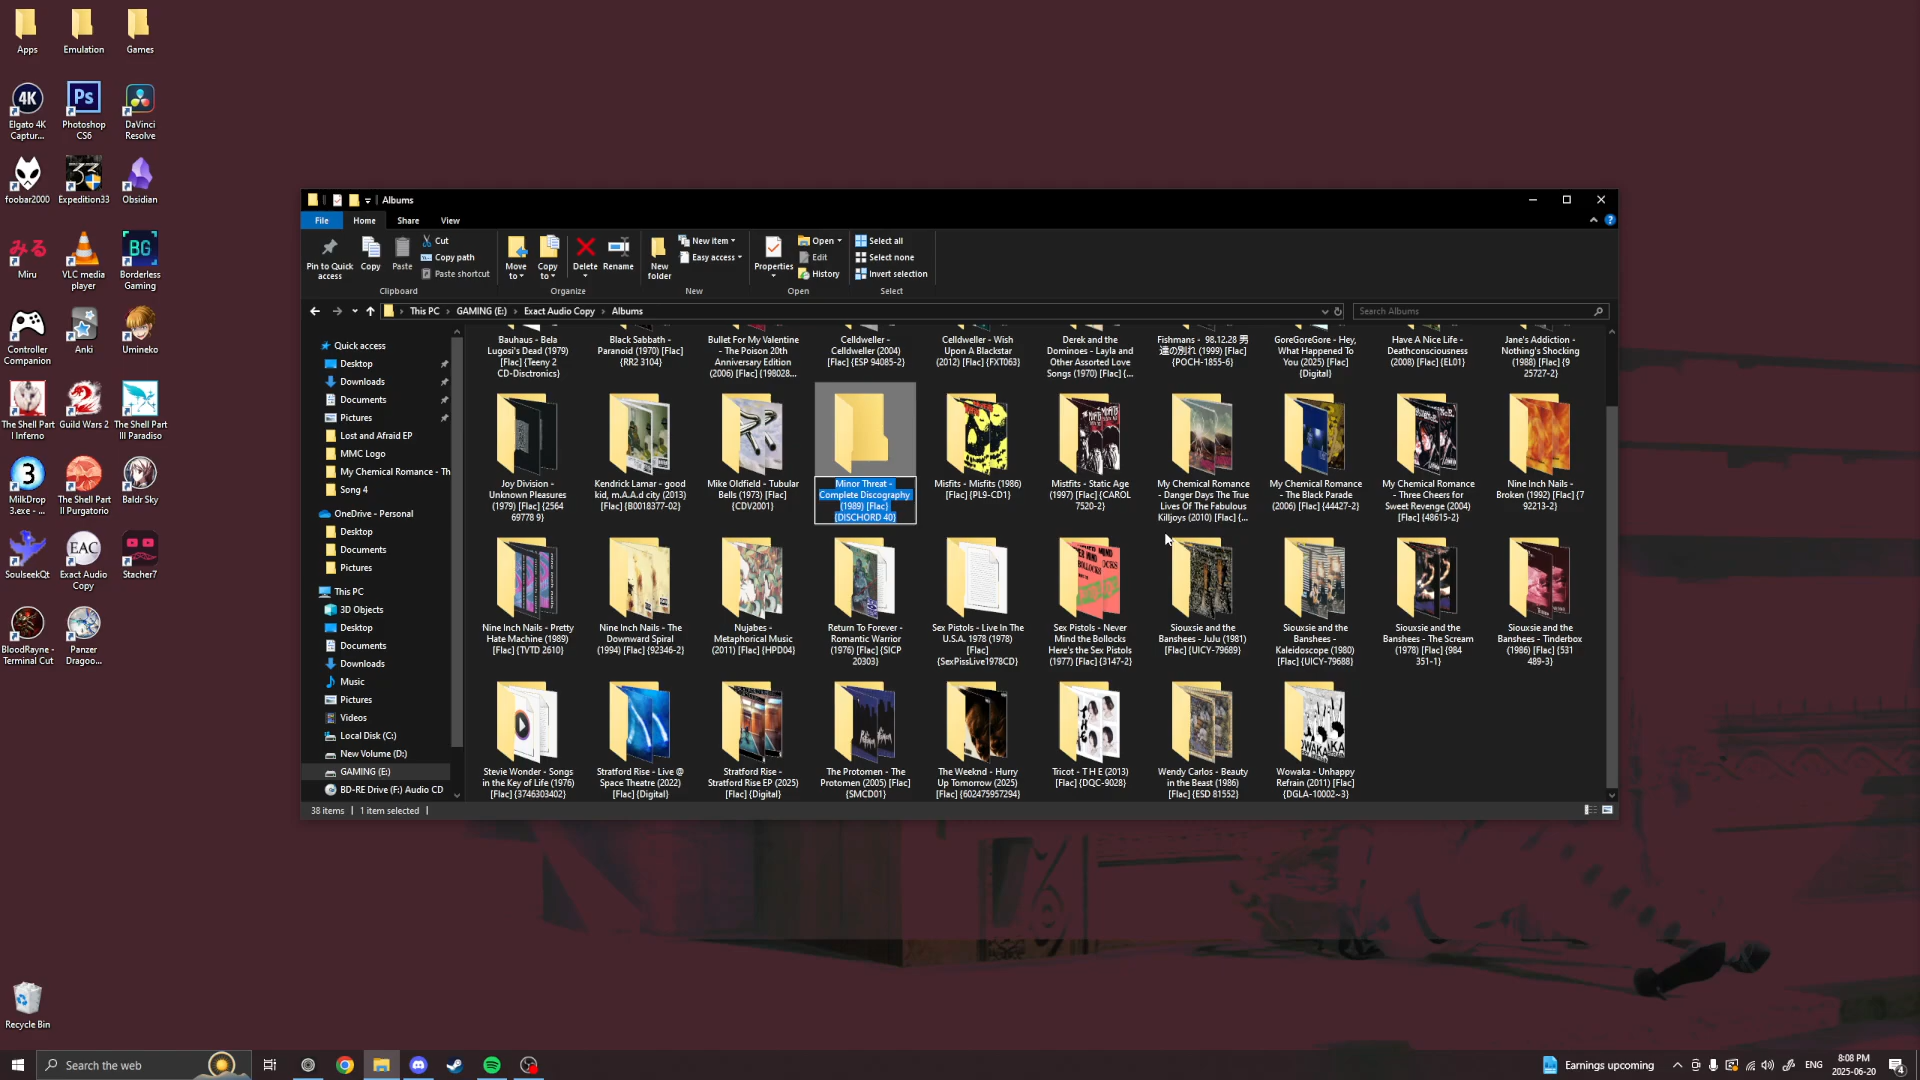 Apps
Emulation
Games
4K
Elgato 4K
Captur...
Ps
Photoshop
CS6
DaVinci
Resolve
foobar2000
33
Expedition33
Obsidian
みる
Miru
VLC media
player
BG
Borderless
Gaming
Controller
Companion
Anki
Umineko
The Shell Part
I Inferno
Guild Wars 2
The Shell Part
III Paradiso
3
MilkDrop
3.exe - ...
The Shell Part
II Purgatorio
Baldr Sky
SoulseekQt
EAC
Exact Audio
Copy
Stacher7
BloodRayne -
Terminal Cut
Panzer
Dragoo...
Recycle Bin
Albums
File
Home
Share
View
Pin to Quick
access
Copy
Paste
Cut
Copy path
Paste shortcut
Clipboard
Move
to
Copy
to
Delete
Rename
Organize
New
folder
New item
Easy access
New
Properties
Open
Edit
History
Open
Select all
Select none
Invert selection
Select
This PC
GAMING (E:)
Exact Audio Copy
Albums
Search Albums
Quick access
Desktop
Downloads
Documents
Pictures
Lost and Afraid EP
MMC Logo
My Chemical Romance - Th
Song 4
OneDrive - Personal
Desktop
Documents
Pictures
This PC
3D Objects
Desktop
Documents
Downloads
Music
Pictures
Videos
Local Disk (C:)
New Volume (D:)
GAMING (E:)
BD-RE Drive (F:) Audio CD
Bauhaus - Bela
Lugosi's Dead (1979)
[Flac] {Teeny 2
CD-Disctronics}
Black Sabbath -
Paranoid (1970) [Flac]
{RR2 3104}
Bullet For My Valentine
- The Poison 20th
Anniversary Edition
(2006) [Flac] {198028...
Celldweller -
Celldweller (2004)
[Flac] {ESP 94085-2}
Celldweller - Wish
Upon A Blackstar
(2012) [Flac] {FXT063}
Derek and the
Dominoes - Layla and
Other Assorted Love
Songs (1970) [Flac] {...
Fishmans - 98.12.28 男
達の別れ (1999) [Flac]
{POCH-1855-6}
GoreGoreGore - Hey,
What Happened To
You (2025) [Flac]
{Digital}
Have A Nice Life -
Deathconsciousness
(2008) [Flac] {EL01}
Jane's Addiction -
Nothing's Shocking
(1988) [Flac] {9
25727-2}
Joy Division -
Unknown Pleasures
(1979) [Flac] {2564
69778 9}
Kendrick Lamar - good
kid, m.A.A.d city (2013)
[Flac] {B0018377-02}
Mike Oldfield - Tubular
Bells (1973) [Flac]
{CDV2001}
Minor Threat -
Complete Discography
(1989) [Flac]
{DISCHORD 40}
Misfits - Misfits (1986)
[Flac] {PL9-CD1}
Mistfits - Static Age
(1997) [Flac] {CAROL
7520-2}
My Chemical Romance
- Danger Days The True
Lives Of The Fabulous
Killjoys (2010) [Flac] {...
My Chemical Romance
- The Black Parade
(2006) [Flac] {44427-2}
My Chemical Romance
- Three Cheers for
Sweet Revenge (2004)
[Flac] {48615-2}
Nine Inch Nails -
Broken (1992) [Flac] {7
92213-2}
Nine Inch Nails - Pretty
Hate Machine (1989)
[Flac] {TVTD 2610}
Nine Inch Nails - The
Downward Spiral
(1994) [Flac] {92346-2}
Nujabes -
Metaphorical Music
(2011) [Flac] {HPD04}
Return To Forever -
Romantic Warrior
(1976) [Flac] {SICP
20303}
Sex Pistols - Live In The
U.S.A. 1978 (1978)
[Flac]
{SexPissLive1978CD}
Sex Pistols - Never
Mind the Bollocks
Here's the Sex Pistols
(1977) [Flac] {3147-2}
Siouxsie and the
Banshees - JuJu (1981)
[Flac] {UICY-79689}
Siouxsie and the
Banshees -
Kaleidoscope (1980)
[Flac] {UICY-79688}
Siouxsie and the
Banshees - The Scream
(1978) [Flac] {984
351-1}
Siouxsie and the
Banshees - Tinderbox
(1986) [Flac] {531
489-3}
Stevie Wonder - Songs
in the Key of Life (1976)
[Flac] {3746303402}
Stratford Rise - Live @
Space Theatre (2022)
[Flac] {Digital}
Stratford Rise -
Stratford Rise EP (2025)
[Flac] {Digital}
The Protomen - The
Protomen (2005) [Flac]
{SMCD01}
The Weeknd - Hurry
Up Tomorrow (2025)
[Flac] {602475957294}
Tricot - T H E (2013)
[Flac] {DQC-9028}
Wendy Carlos - Beauty
in the Beast (1986)
[Flac] {ESD 81552}
Wowaka - Unhappy
Refrain (2011) [Flac]
{DGLA-10002~3}
38 items
1 item selected
Search the web
Earnings upcoming
ENG
8:08 PM
2025-06-20
4